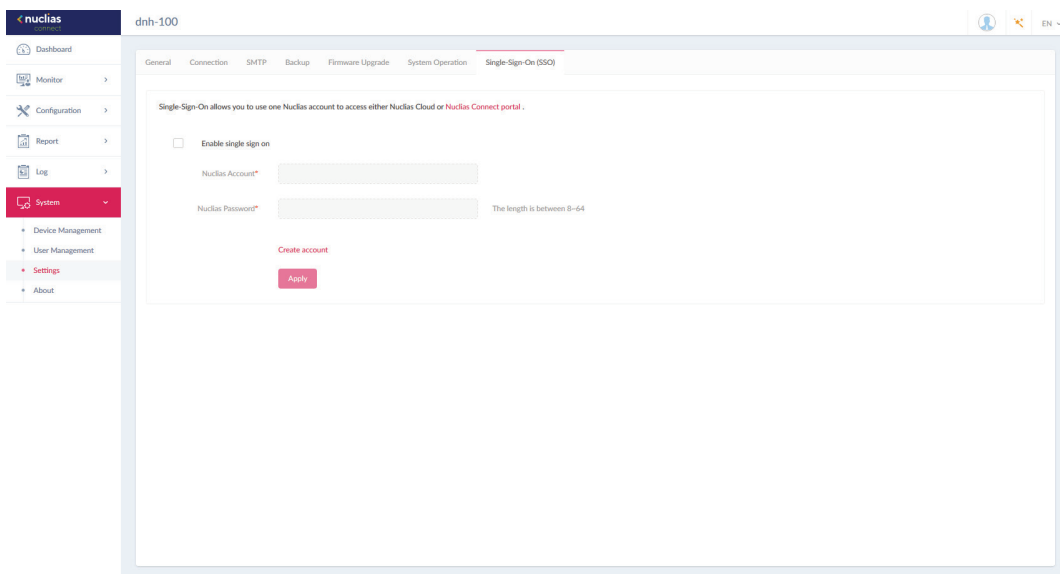 nuclias
connect
dnh-100
EN
Dashboard
Monitor
Configuration
Report
Log
System
Device Management
User Management
Settings
About
General Connection SMTP Backup Firmware Upgrade System Operation Single-Sign-On (SSO)
Single-Sign-On allows you to use one Nuclias account to access either Nuclias Cloud or Nuclias Connect portal .
Enable single sign on
Nuclias Account*
Nuclias Password* The length is between 8~64
Create account
Apply